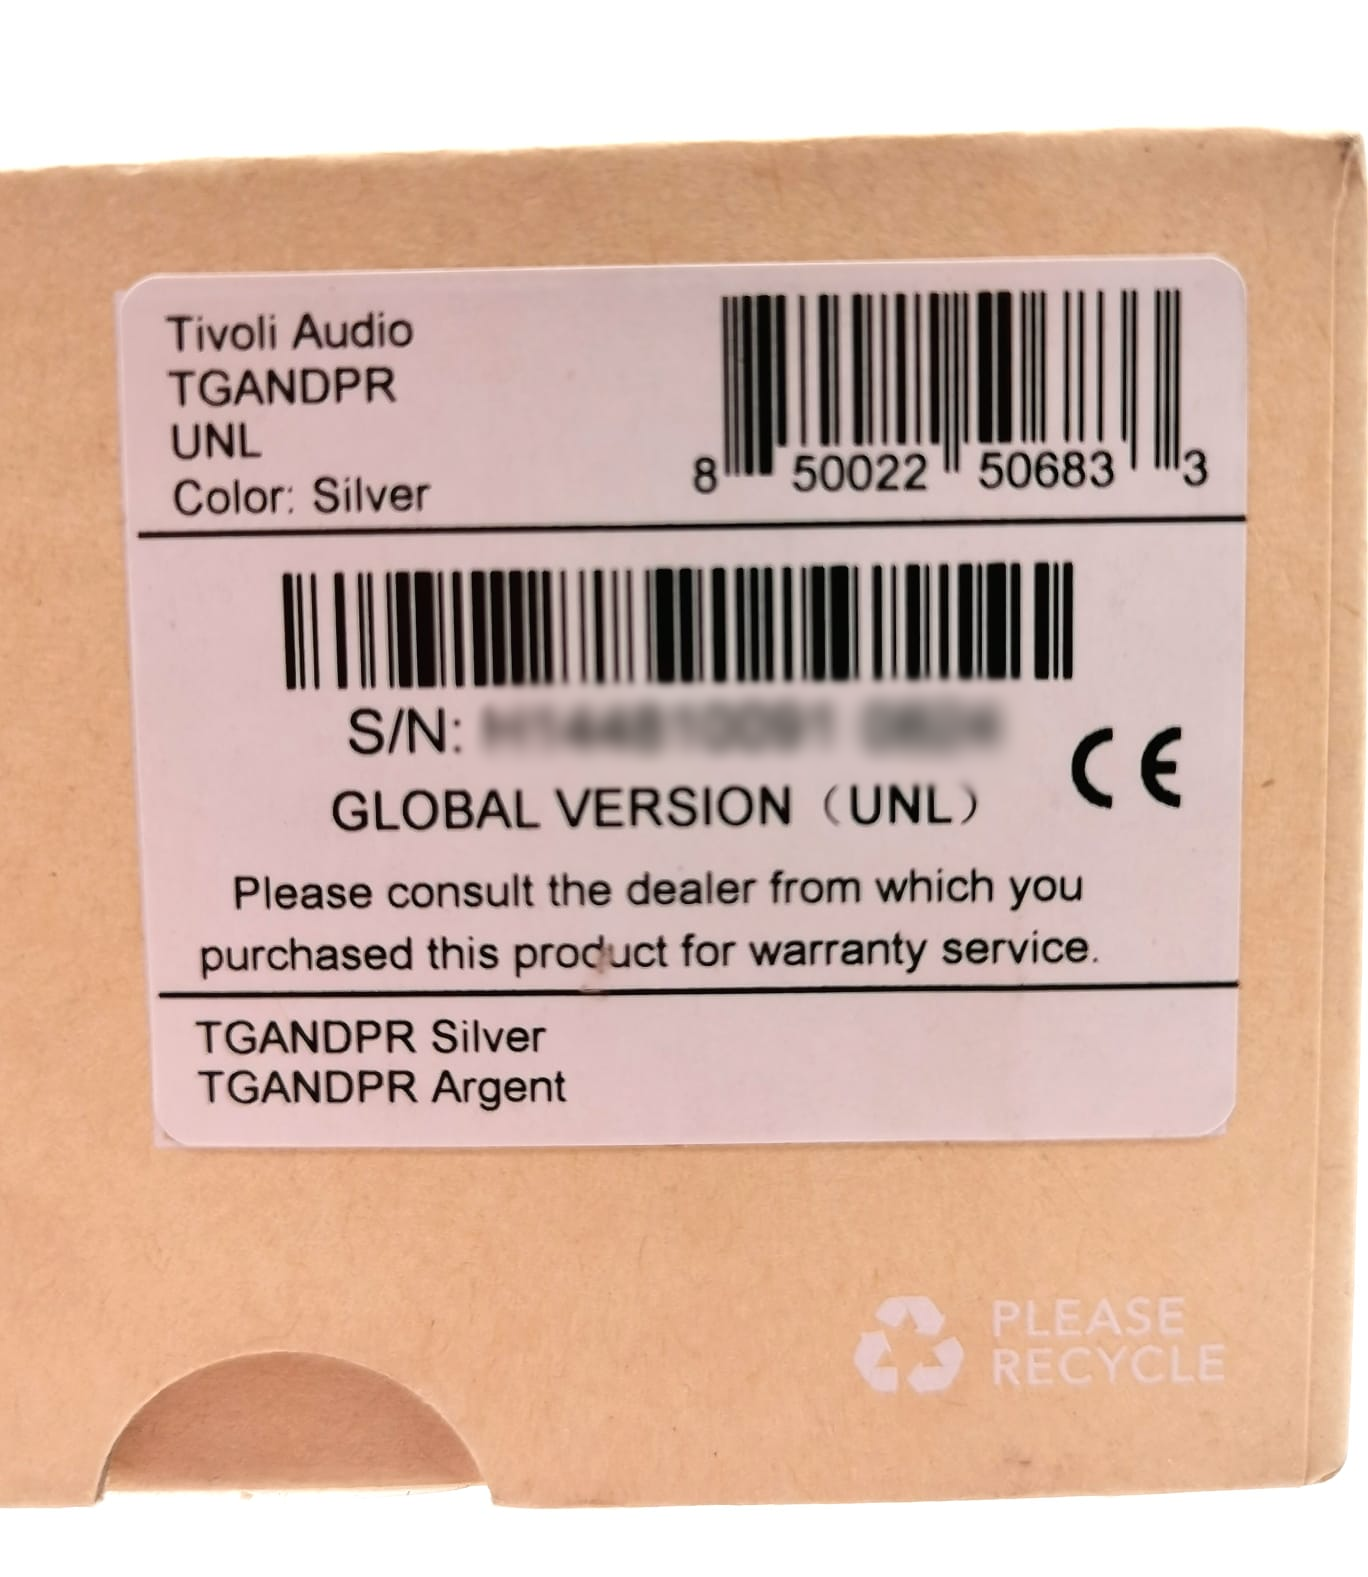 Tivoli Audio
TGANDPR
UNL
Color: Silver
8 50022 50683 3
S/N:
GLOBAL VERSION（UNL）
CE
Please consult the dealer from which you
purchased this product for warranty service.
TGANDPR Silver
TGANDPR Argent
PLEASE
RECYCLE